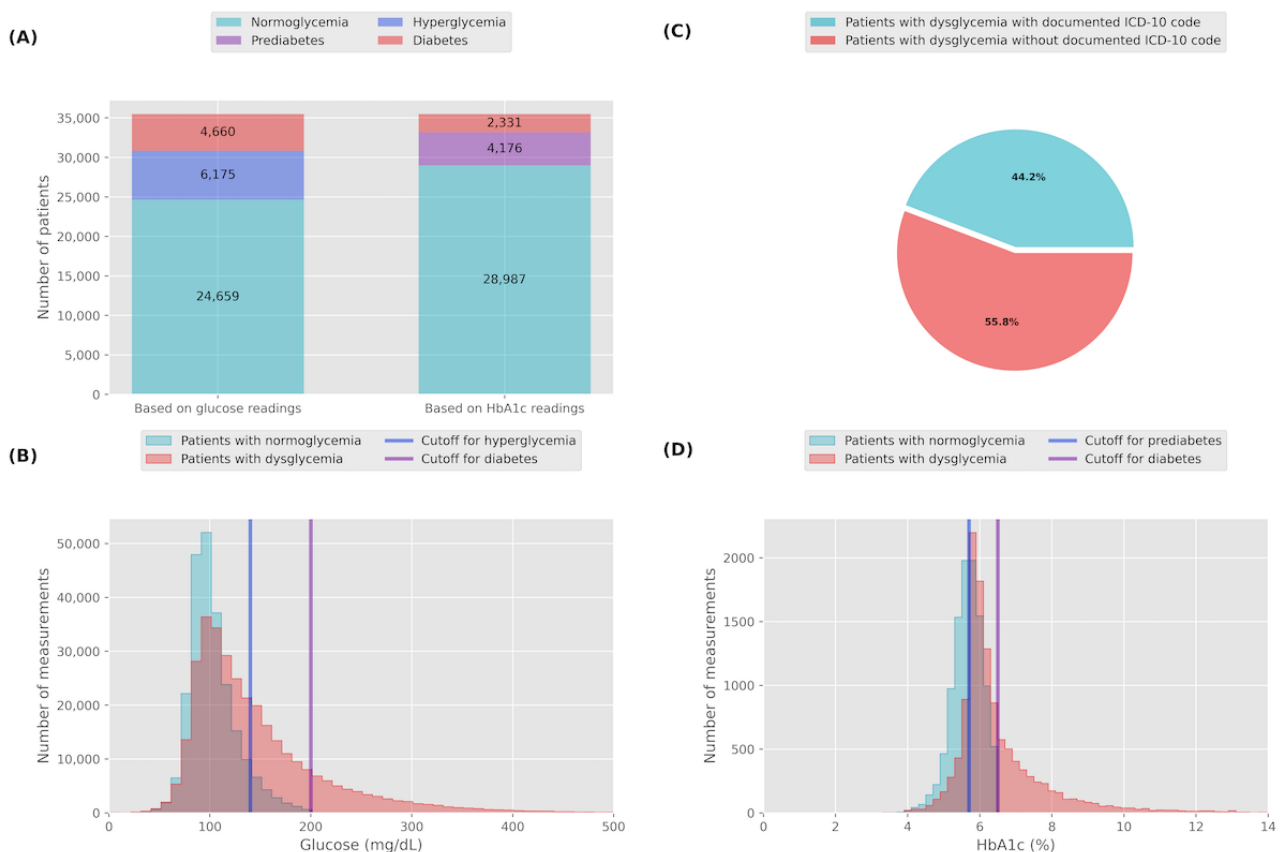 (A)
Normoglycemia Hyperglycemia
Prediabetes Diabetes
Number of patients
35,000
30,000
25,000
20,000
15,000
10,000
5,000
0
4,660
6,175
24,659
2,331
4,176
28,987
Based on glucose readings Based on HbA1c readings
(C)
Patients with dysglycemia with documented ICD-10 code
Patients with dysglycemia without documented ICD-10 code
44.2%
55.8%
(B)
Patients with normoglycemia Cutoff for hyperglycemia
Patients with dysglycemia Cutoff for diabetes
Number of measurements
50,000
40,000
30,000
20,000
10,000
0
0 100 200 300 400 500
Glucose (mg/dL)
(D)
Patients with normoglycemia Cutoff for prediabetes
Patients with dysglycemia Cutoff for diabetes
Number of measurements
2000
1500
1000
500
0
0 2 4 6 8 10 12 14
HbA1c (%)